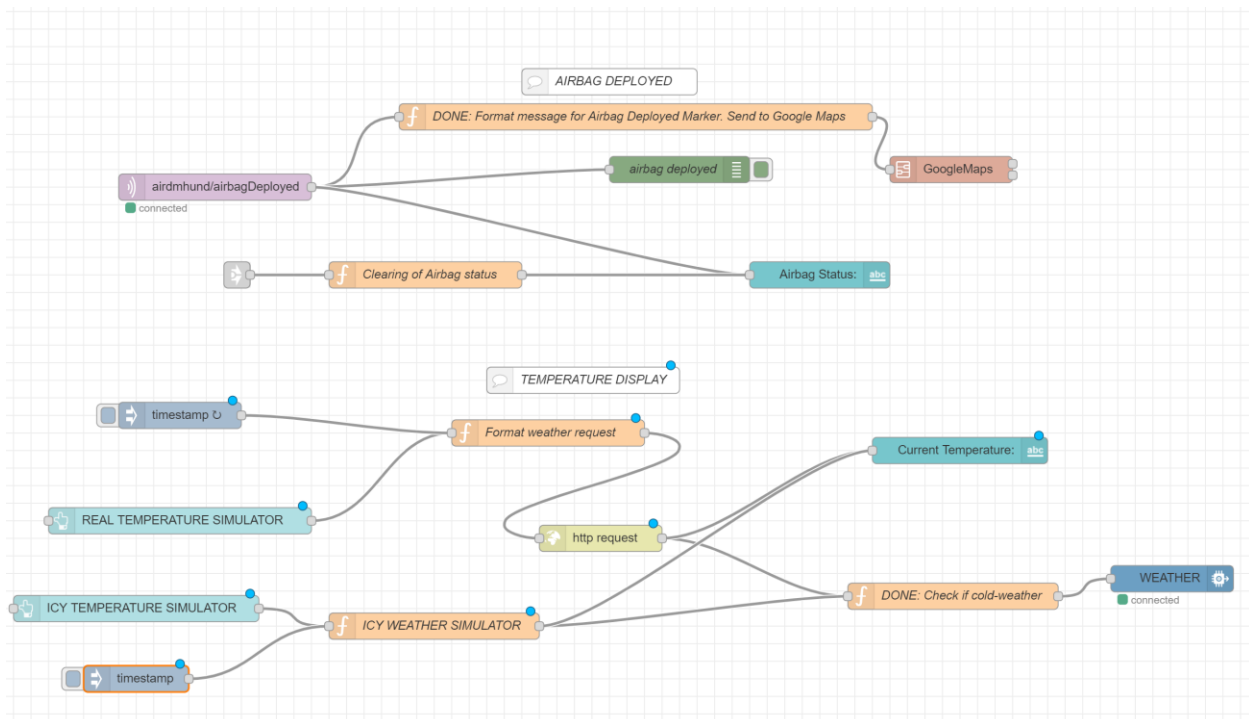 AIRBAG DEPLOYED
DONE: Format message for Airbag Deployed Marker. Send to Google Maps
airbag deployed
GoogleMaps
airdmhund/airbagDeployed
connected
Clearing of Airbag status
Airbag Status:
abc
TEMPERATURE DISPLAY
timestamp ↻
Format weather request
Current Temperature:
abc
REAL TEMPERATURE SIMULATOR
http request
WEATHER
connected
ICY TEMPERATURE SIMULATOR
DONE: Check if cold-weather
ICY WEATHER SIMULATOR
timestamp